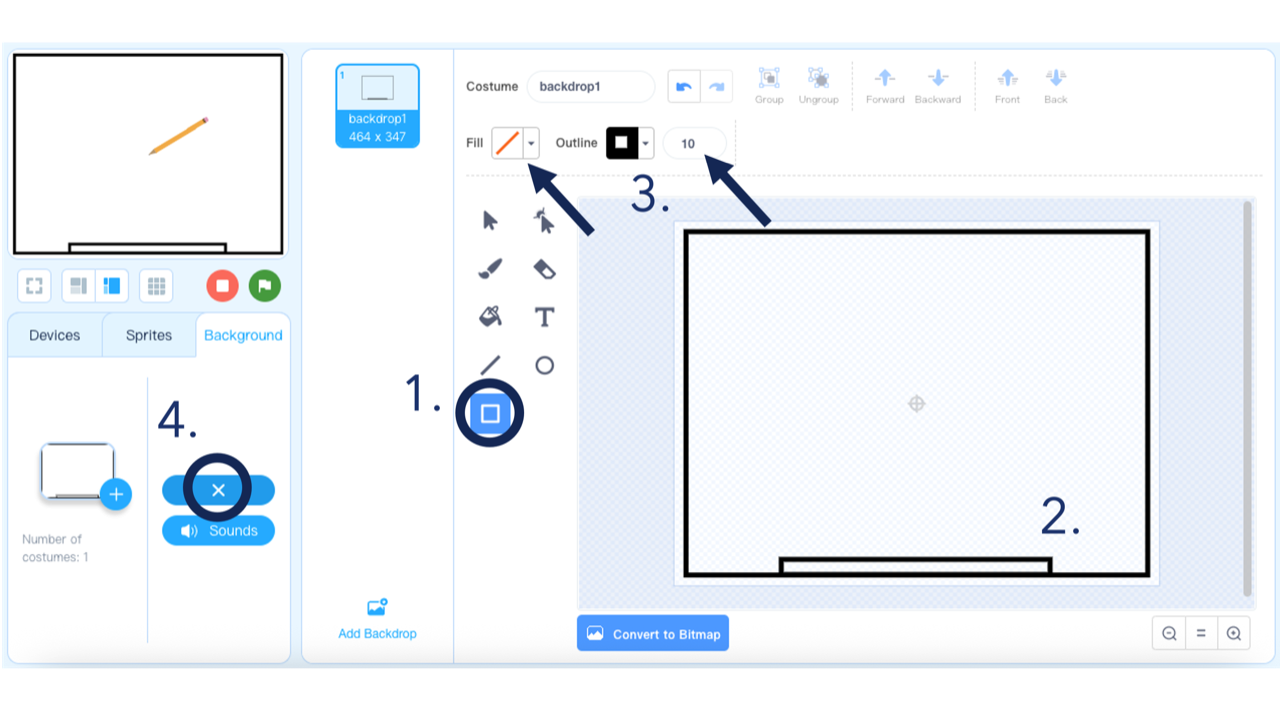 1
backdrop1
464 x 347
Costume
backdrop1
Group
Ungroup
Forward
Backward
Front
Back
Fill
Outline
10
3.
T
Devices
Sprites
Background
1.
4.
2.
Sounds
Number of
costumes: 1
Add Backdrop
Convert to Bitmap